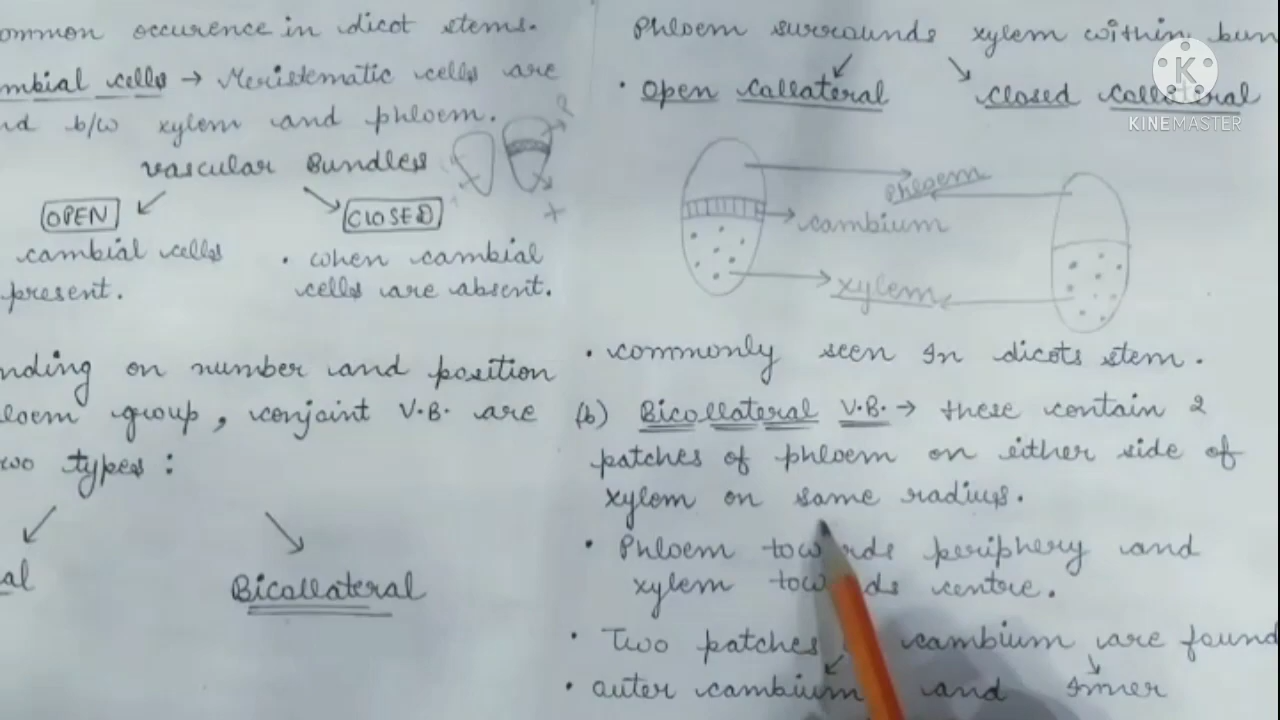 ommon occurence in dicot stems.
mbial cells → Meristematic cells are
nd b/w xylem and phloem.
vascular Bundles
OPEN
CLOSED
cambial cells
present.
. when cambial
cells are absent.
nding on number and position
loem group, conjoint V.B. are
wo types:
al
Bicollateral
Phloem surrounds xylem within bun
. Open Collateral
closed Collateral
K
KINEMASTER
Phloem
cambium
xylem
. commonly seen In dicots stem.
(b) Bicollateral V.B. → these contain 2
patches of phloem on either side of
xylem on same radius.
. Phloem towards periphery and
xylem towards centre.
. Two patches cambium are found
. outer cambium and Inner